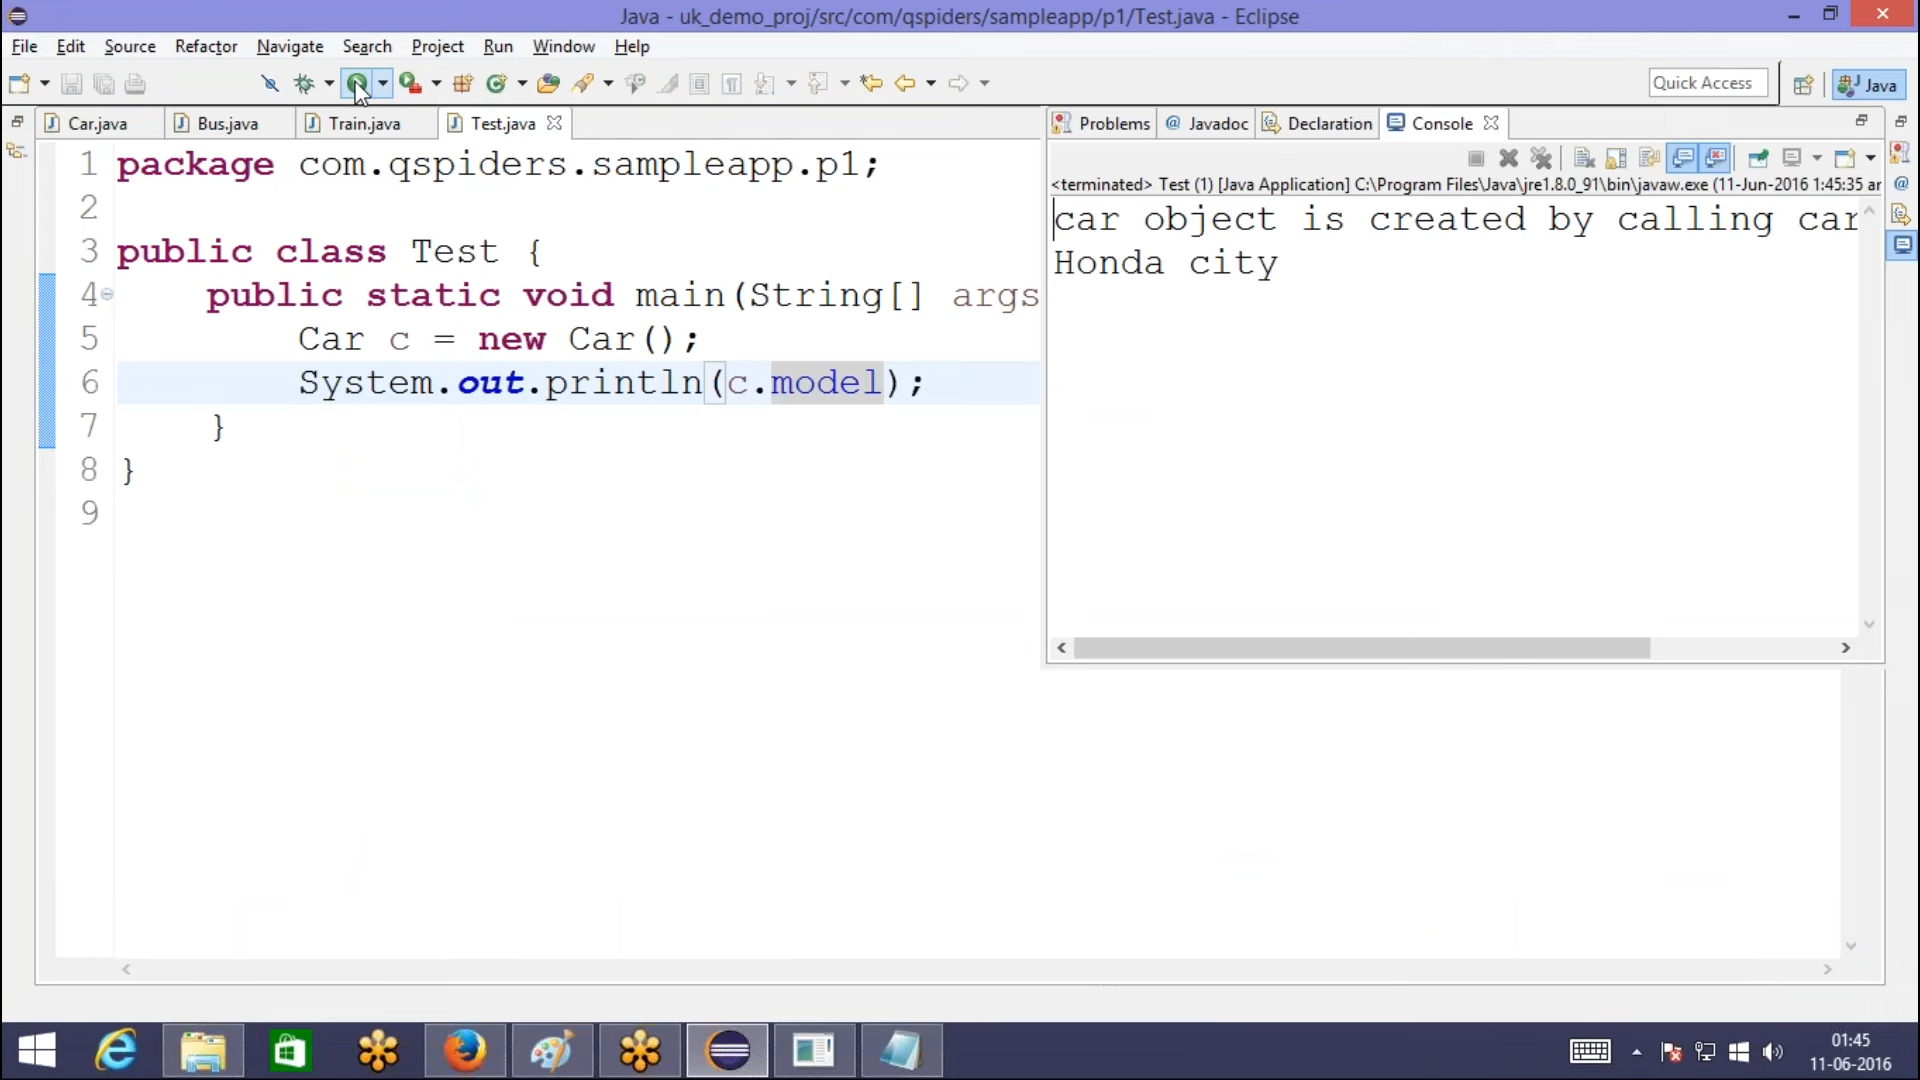 Java - uk_demo_proj/src/com/qspiders/sampleapp/p1/Test.java - Eclipse
File Edit Source Refactor Navigate Search Project Run Window Help
Quick Access
Java
Car.java Bus.java Train.java Test.java
Problems @ Javadoc Declaration Console
<terminated> Test (1) [Java Application] C:\Program Files\Java\jre1.8.0_91\bin\javaw.exe (11-Jun-2016 1:45:35 ar
car object is created by calling car
Honda city
1 package com.qspiders.sampleapp.p1;
2
3 public class Test {
4 public static void main(String[] args
5 Car c = new Car();
6 System.out.println(c.model);
7 }
8 }
9
01:45
11-06-2016